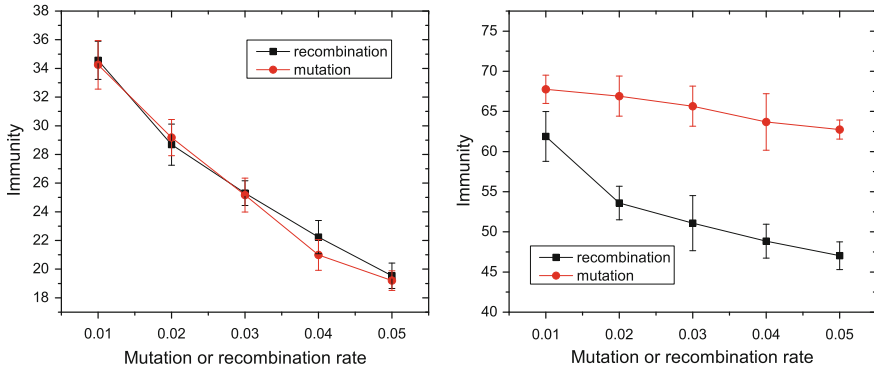 38
36
34
32
30
28
26
24
22
20
18
Immunity
recombination
mutation
0.01 0.02 0.03 0.04 0.05
Mutation or recombination rate
75
70
65
60
55
50
45
40
Immunity
recombination
mutation
0.01 0.02 0.03 0.04 0.05
Mutation or recombination rate